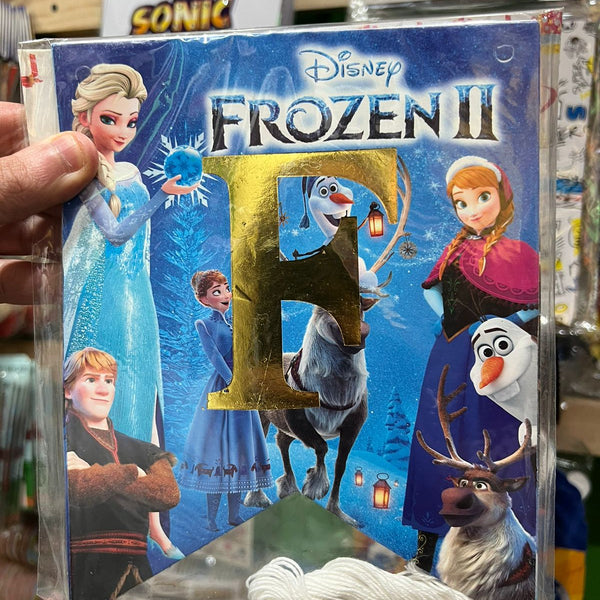 SONIC
Disney
FROZEN II
F